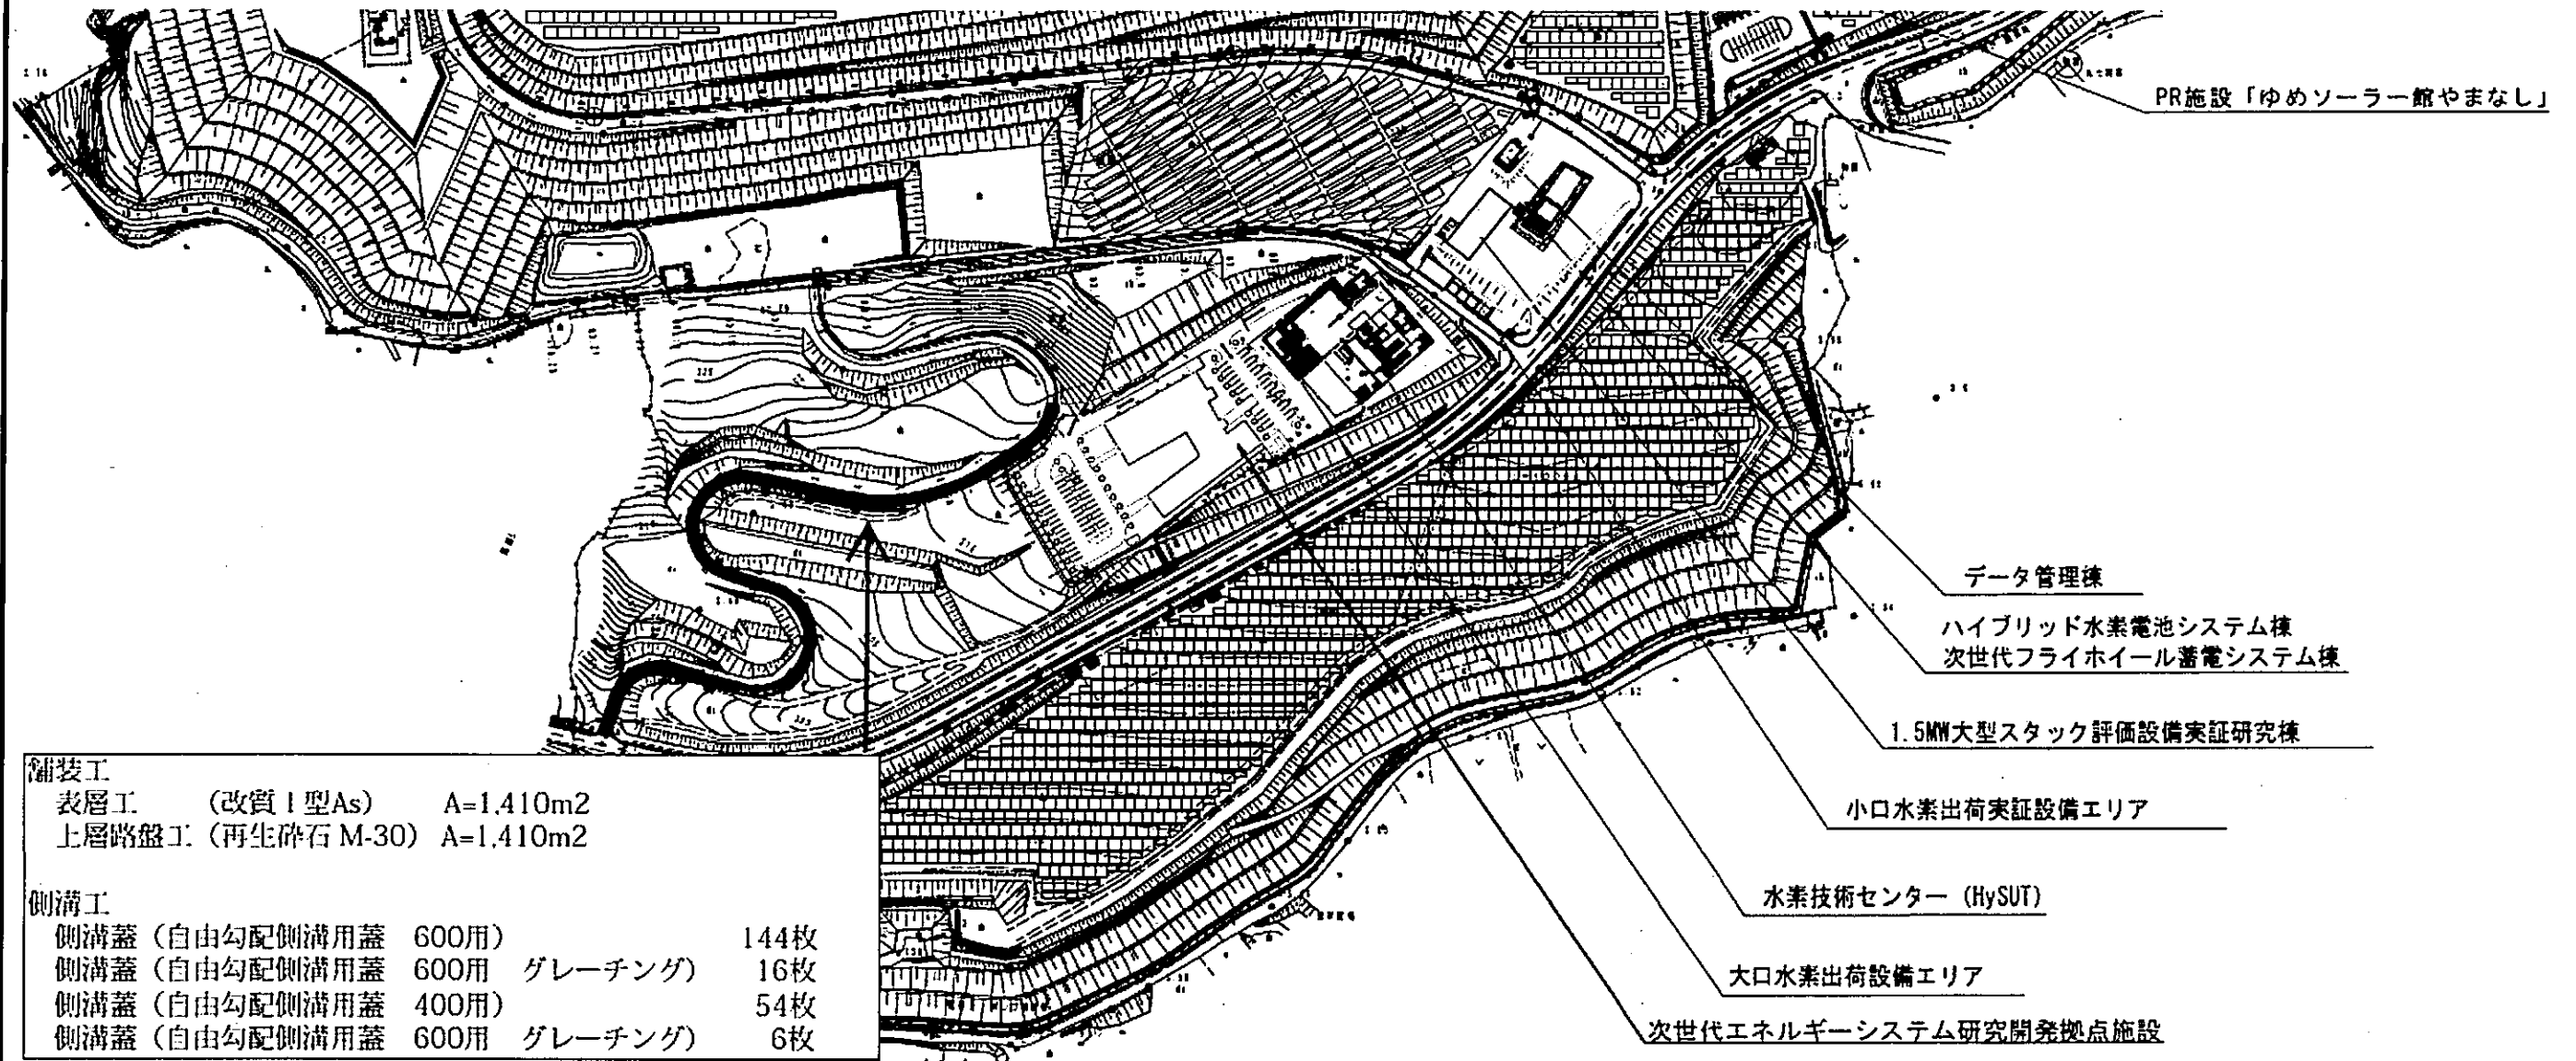 PR施設「ゆめソーラー館やまなし」
データ管理棟
ハイブリッド水素電池システム棟
次世代フライホイール蓄電システム棟
1.5MW大型スタック評価設備実証研究棟
小口水素出荷実証設備エリア
水素技術センター (HySUT)
大口水素出荷設備エリア
次世代エネルギーシステム研究開発拠点施設
舗装工
表層工 (改質Ⅰ型As) A=1,410m2
上層路盤工 (再生砕石 M-30) A=1,410m2
側溝工
側溝蓋 (自由勾配側溝用蓋 600用) 144枚
側溝蓋 (自由勾配側溝用蓋 600用 グレーチング) 16枚
側溝蓋 (自由勾配側溝用蓋 400用) 54枚
側溝蓋 (自由勾配側溝用蓋 600用 グレーチング) 6枚